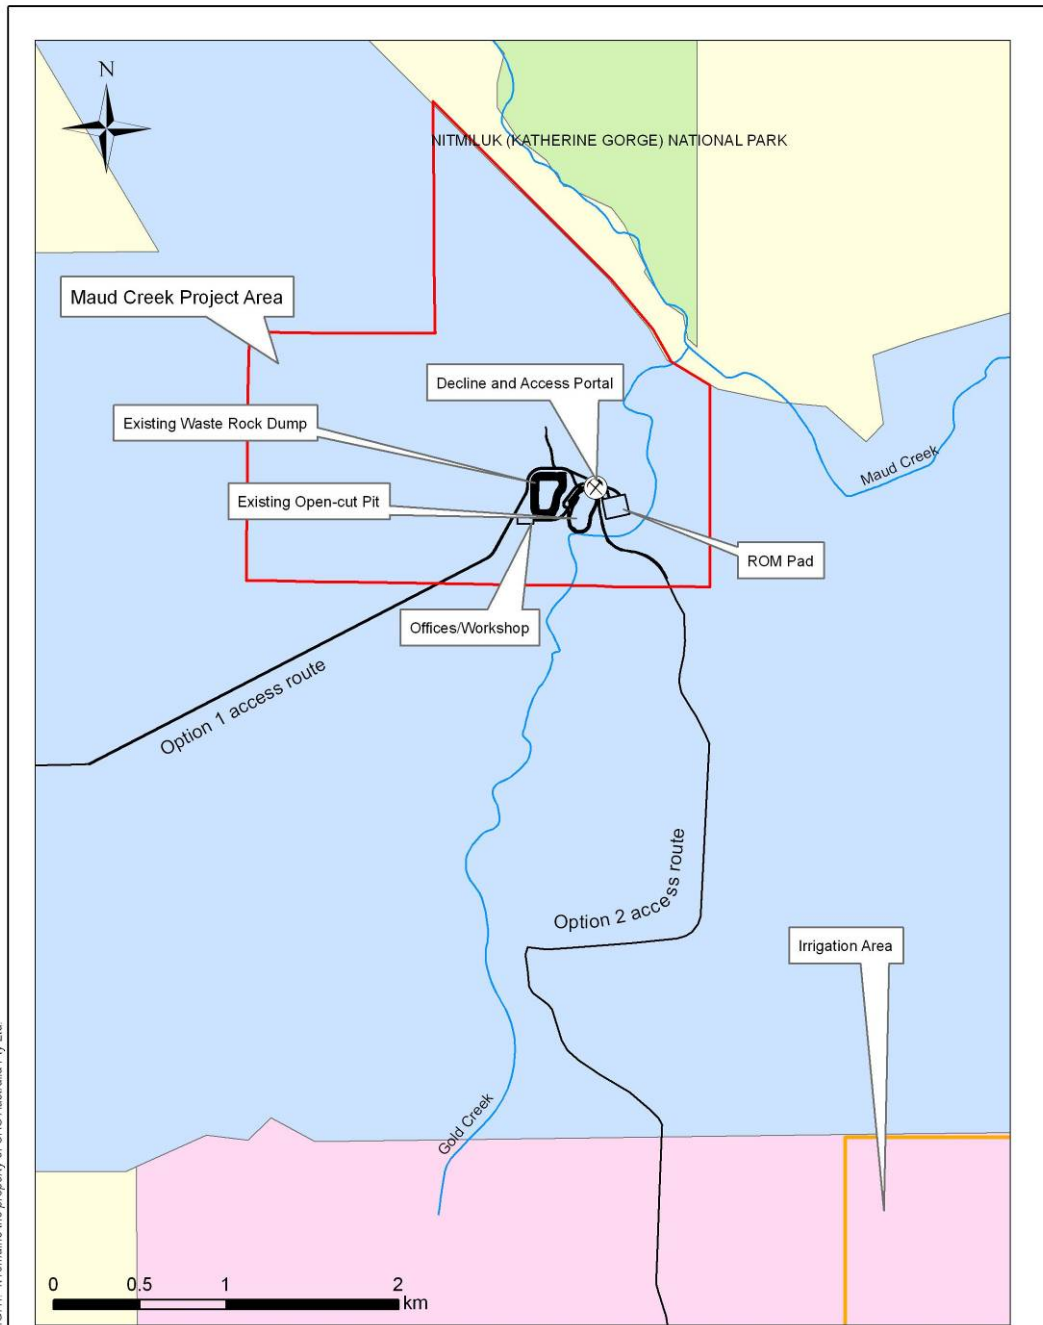 N
NITMILUK (KATHERINE GORGE) NATIONAL PARK
Maud Creek Project Area
Decline and Access Portal
Existing Waste Rock Dump
Maud Creek
Existing Open-cut Pit
ROM Pad
Offices/Workshop
Option 1 access route
Option 2 access route
Irrigation Area
Gold Creek
0 0.5 1 2
km